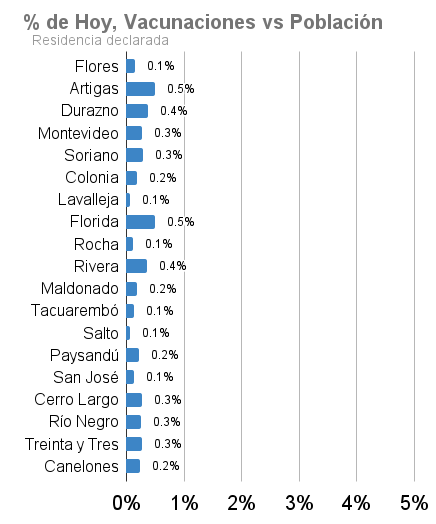 % de Hoy, Vacunaciones vs Población
Residencia declarada
Flores 0.1%
Artigas 0.5%
Durazno 0.4%
Montevideo 0.3%
Soriano 0.3%
Colonia 0.2%
Lavalleja 0.1%
Florida 0.5%
Rocha 0.1%
Rivera 0.4%
Maldonado 0.2%
Tacuarembó 0.1%
Salto 0.1%
Paysandú 0.2%
San José 0.1%
Cerro Largo 0.3%
Río Negro 0.3%
Treinta y Tres 0.3%
Canelones 0.2%
0% 1% 2% 3% 4% 5%